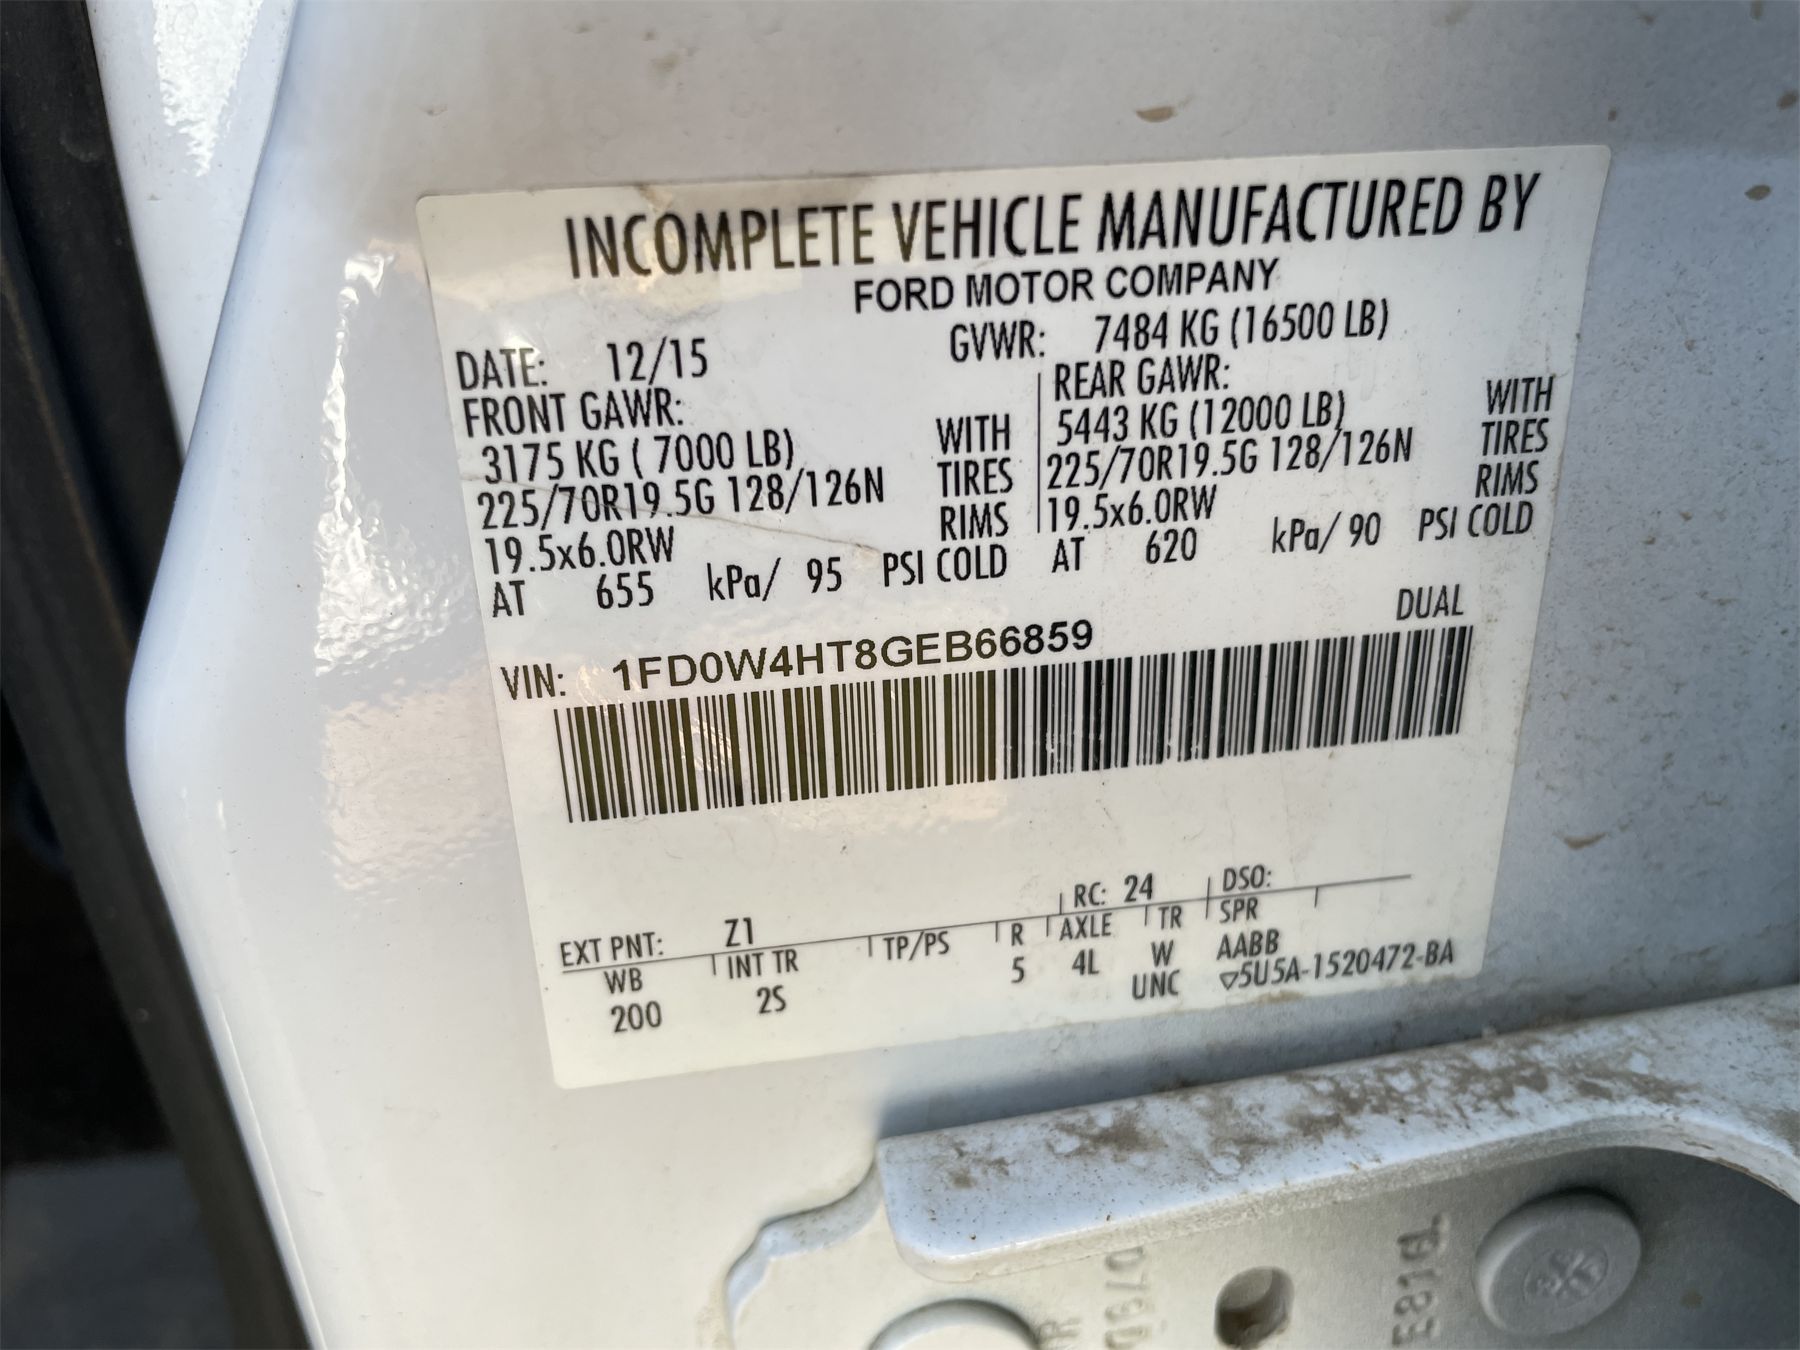 INCOMPLETE VEHICLE MANUFACTURED BY
FORD MOTOR COMPANY
DATE: 12/15 GVWR: 7484 KG (16500 LB)
FRONT GAWR: REAR GAWR:
3175 KG ( 7000 LB) WITH 5443 KG (12000 LB) WITH
225/70R19.5G 128/126N TIRES 225/70R19.5G 128/126N TIRES
19.5x6.0RW RIMS 19.5x6.0RW RIMS
AT 655 kPa/ 95 PSI COLD AT 620 kPa/ 90 PSI COLD
DUAL
VIN: 1FD0W4HT8GEB66859
EXT PNT: Z1 RC: 24 DSO:
WB INT TR TP/PS R AXLE TR SPR
200 2S 5 4L W AABB
UNC ▽5U5A-1520472-BA
E816L